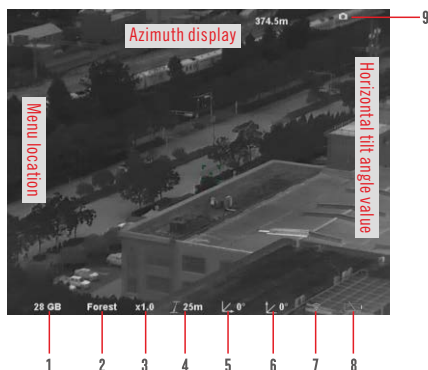 374.5m
9
Azimuth display
Menu location
Horizontal tilt angle value
28 GB Forest x1.0 25m 0° 0°
1 2 3 4 5 6 7 8